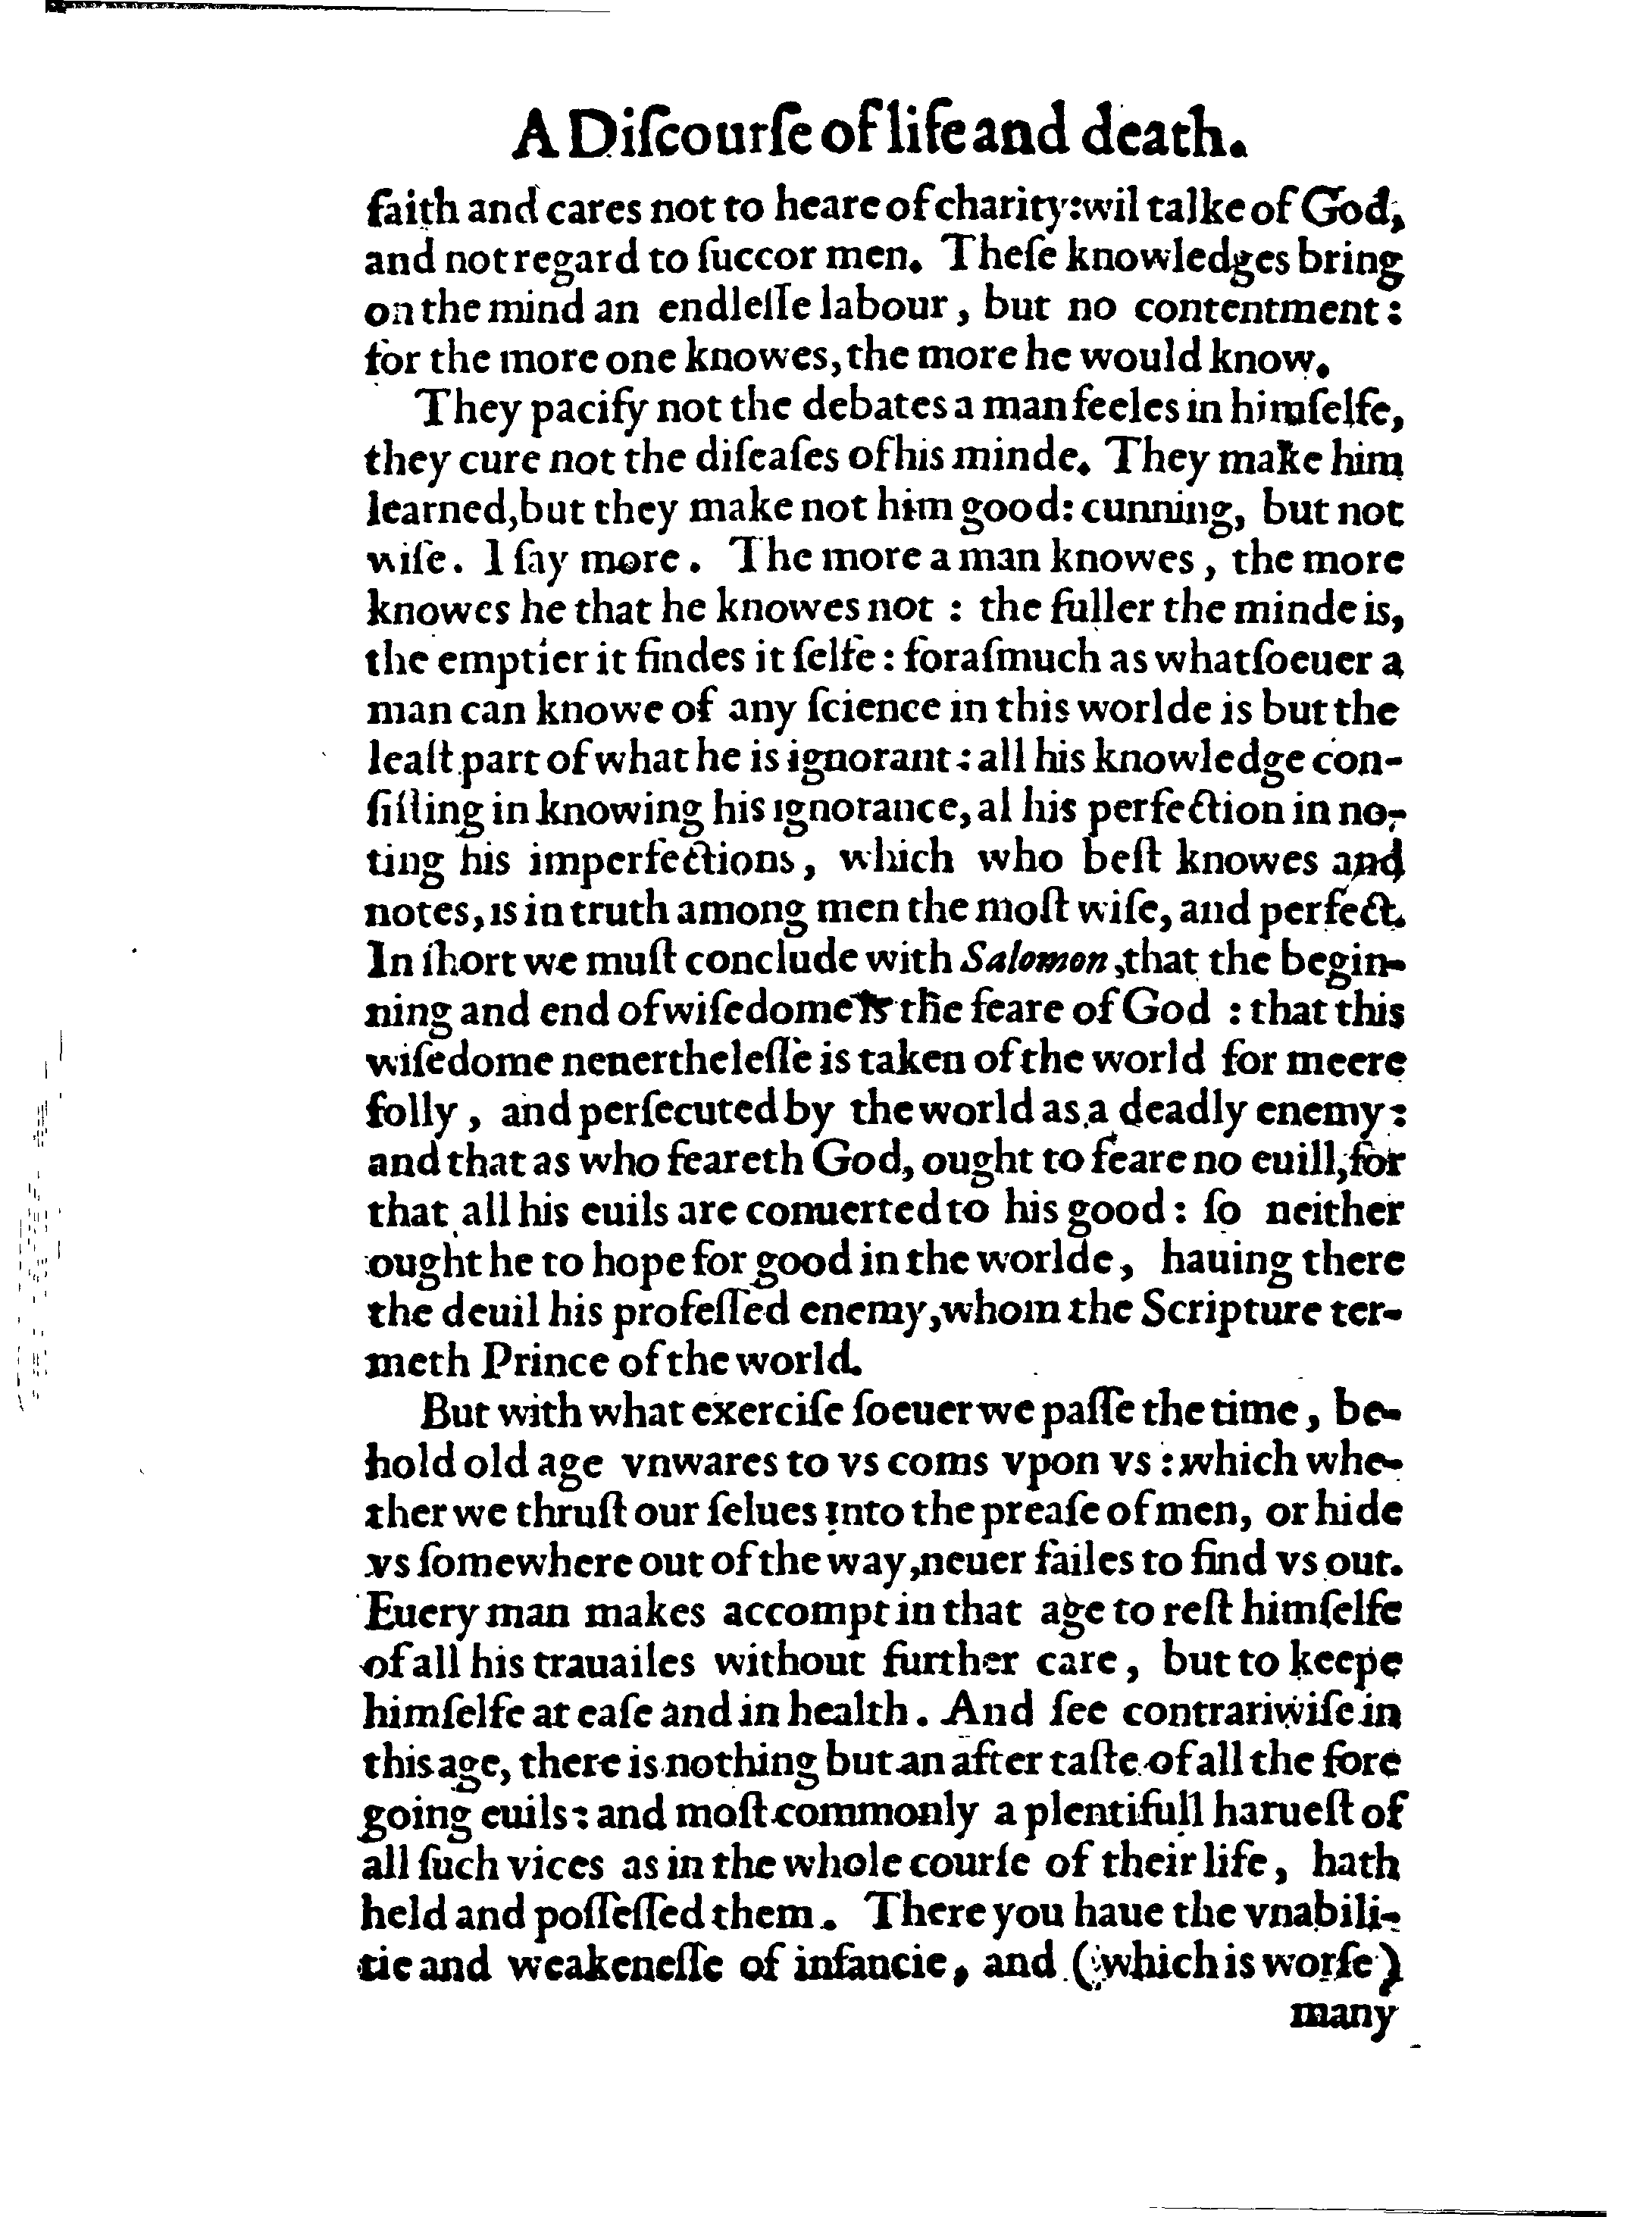 A Diſcourſe of life and death.
faith and cares not to heare of charity:wil talke of God,
and not regard to ſuccor men. Theſe knowledges bring
on the mind an endleſſe labour, but no contentment:
for the more one knowes, the more he would know.
They pacify not the debates a man feeles in himſelfe,
they cure not the diſeaſes of his minde. They make him
learned,but they make not him good: cunning, but not
wiſe. I ſay more. The more a man knowes, the more
knowes he that he knowes not : the fuller the minde is,
the emptier it findes it ſelfe: foraſmuch as whatſoeuer a
man can knowe of any ſcience in this worlde is but the
leaſt part of what he is ignorant: all his knowledge con-
ſiſting in knowing his ignorance, al his perfection in no-
ting his imperfections, which who beſt knowes and
notes, is in truth among men the moſt wiſe, and perfect.
In ſhort we muſt conclude with Salomon, that the begin-
ning and end of wiſedome is the feare of God : that this
wiſedome nenertheleſſe is taken of the world for meere
folly, and perſecuted by the world as a deadly enemy:
and that as who feareth God, ought to feare no euill, for
that all his euils are conuerted to his good: ſo neither
ought he to hope for good in the worlde, hauing there
the deuil his profeſſed enemy, whom the Scripture ter-
meth Prince of the world.
But with what exerciſe ſoeuer we paſſe the time, be-
hold old age vnwares to vs coms vpon vs : which whe-
ther we thruſt our ſelues into the preaſe of men, or hide
vs ſomewhere out of the way, neuer failes to find vs out.
Euery man makes accompt in that age to reſt himſelfe
of all his trauailes without further care, but to keepe
himſelfe at eaſe and in health. And ſee contrariwiſe in
this age, there is nothing but an after taſte of all the fore
going euils: and moſt commonly a plentifull harueſt of
all ſuch vices as in the whole courſe of their life, hath
held and poſſeſſed them. There you haue the vnabili-
tie and weakeneſſe of infancie, and (which is worſe)
many